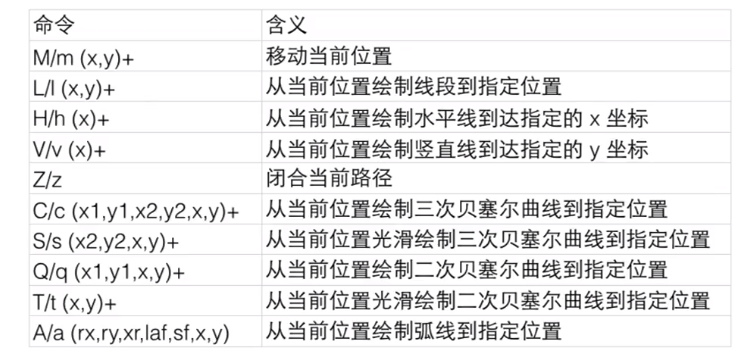 命令 含义
M/m (x,y)+ 移动当前位置
L/l (x,y)+ 从当前位置绘制线段到指定位置
H/h (x)+ 从当前位置绘制水平线到达指定的 x 坐标
V/v (x)+ 从当前位置绘制竖直线到达指定的 y 坐标
Z/z 闭合当前路径
C/c (x1,y1,x2,y2,x,y)+ 从当前位置绘制三次贝塞尔曲线到指定位置
S/s (x2,y2,x,y)+ 从当前位置光滑绘制三次贝塞尔曲线到指定位置
Q/q (x1,y1,x,y)+ 从当前位置绘制二次贝塞尔曲线到指定位置
T/t (x,y)+ 从当前位置光滑绘制二次贝塞尔曲线到指定位置
A/a (rx,ry,xr,laf,sf,x,y) 从当前位置绘制弧线到指定位置